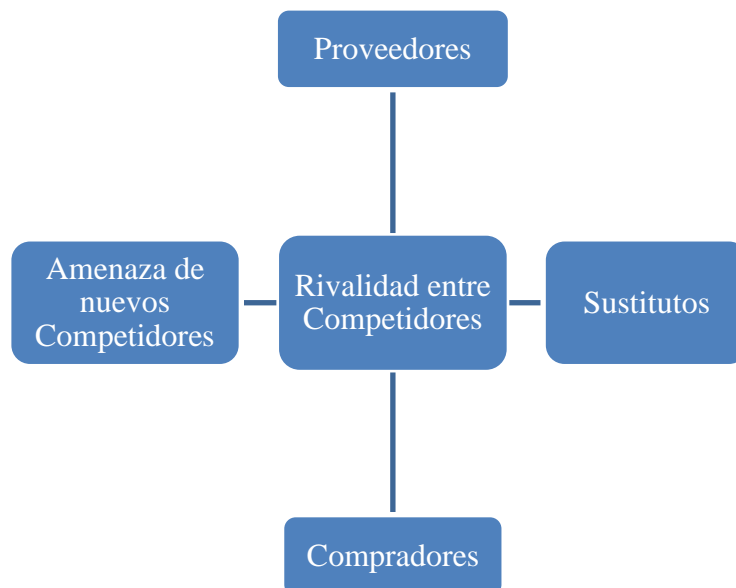 Proveedores
Amenaza de
nuevos
Competidores
Rivalidad entre
Competidores
Sustitutos
Compradores